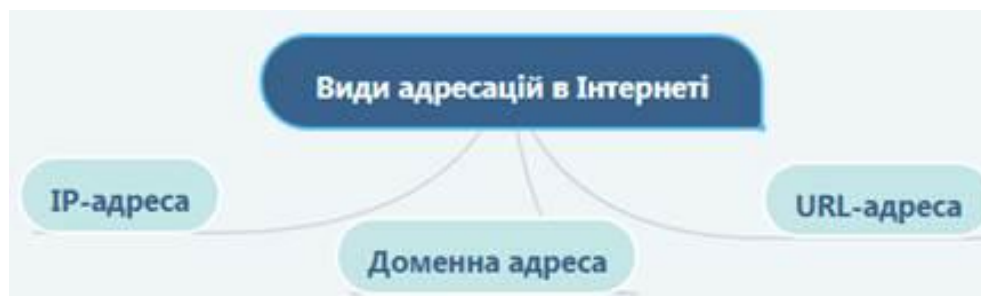 Види адресацій в Інтернеті
IP-адреса
URL-адреса
Доменна адреса